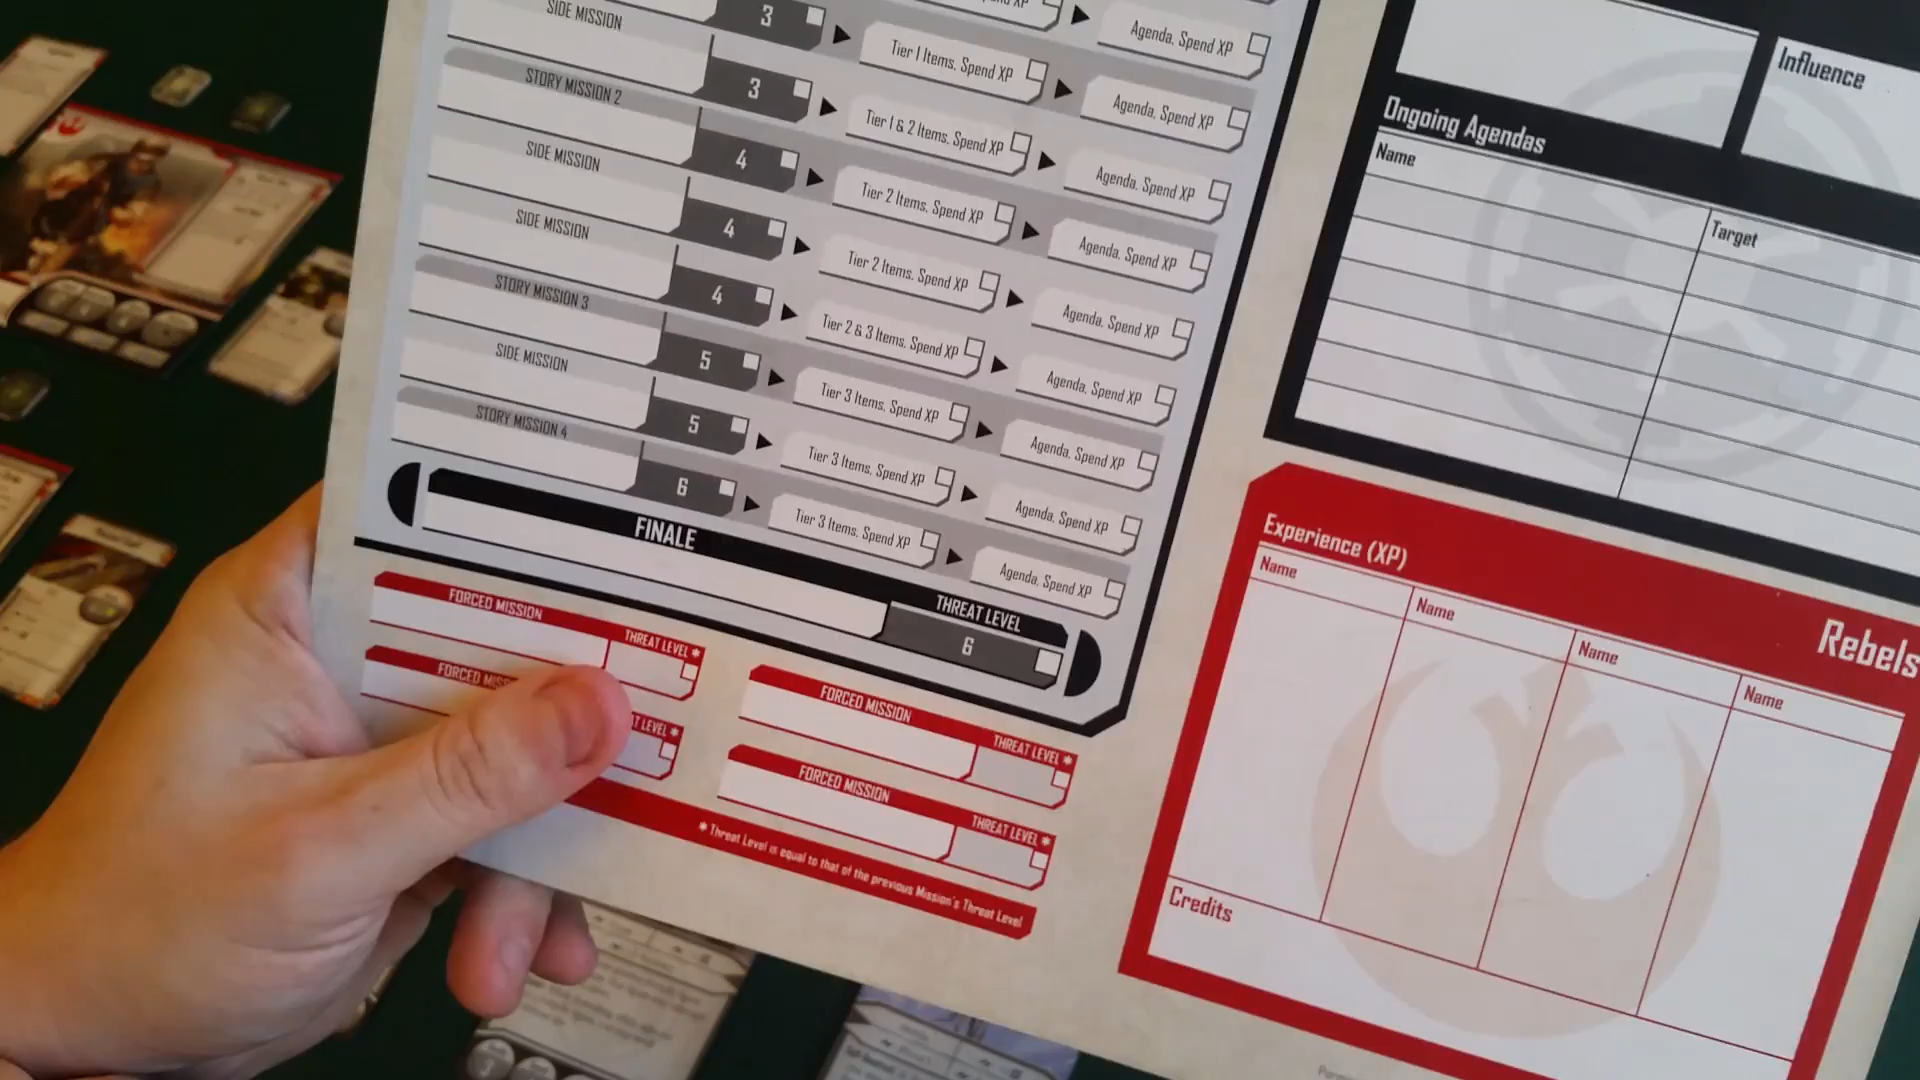 SIDE MISSION
3
Tier 1 Items, Spend XP
Agenda, Spend XP
STORY MISSION 2
3
Tier 1 & 2 Items, Spend XP
Agenda, Spend XP
SIDE MISSION
4
Tier 2 Items, Spend XP
Agenda, Spend XP
SIDE MISSION
4
Tier 2 Items, Spend XP
Agenda, Spend XP
STORY MISSION 3
4
Tier 2 & 3 Items, Spend XP
Agenda, Spend XP
SIDE MISSION
5
Tier 3 Items, Spend XP
Agenda, Spend XP
STORY MISSION 4
5
Tier 3 Items, Spend XP
Agenda, Spend XP
6
Tier 3 Items, Spend XP
Agenda, Spend XP
Agenda, Spend XP
FINALE
THREAT LEVEL
6
FORCED MISSION
THREAT LEVEL *
FORCED MISS
T LEVEL *
FORCED MISSION
THREAT LEVEL *
FORCED MISSION
THREAT LEVEL *
* Threat Level is equal to that of the previous Mission's Threat Level
Influence
Ongoing Agendas
Name
Target
Experience (XP)
Rebels
Name
Name
Name
Name
Credits